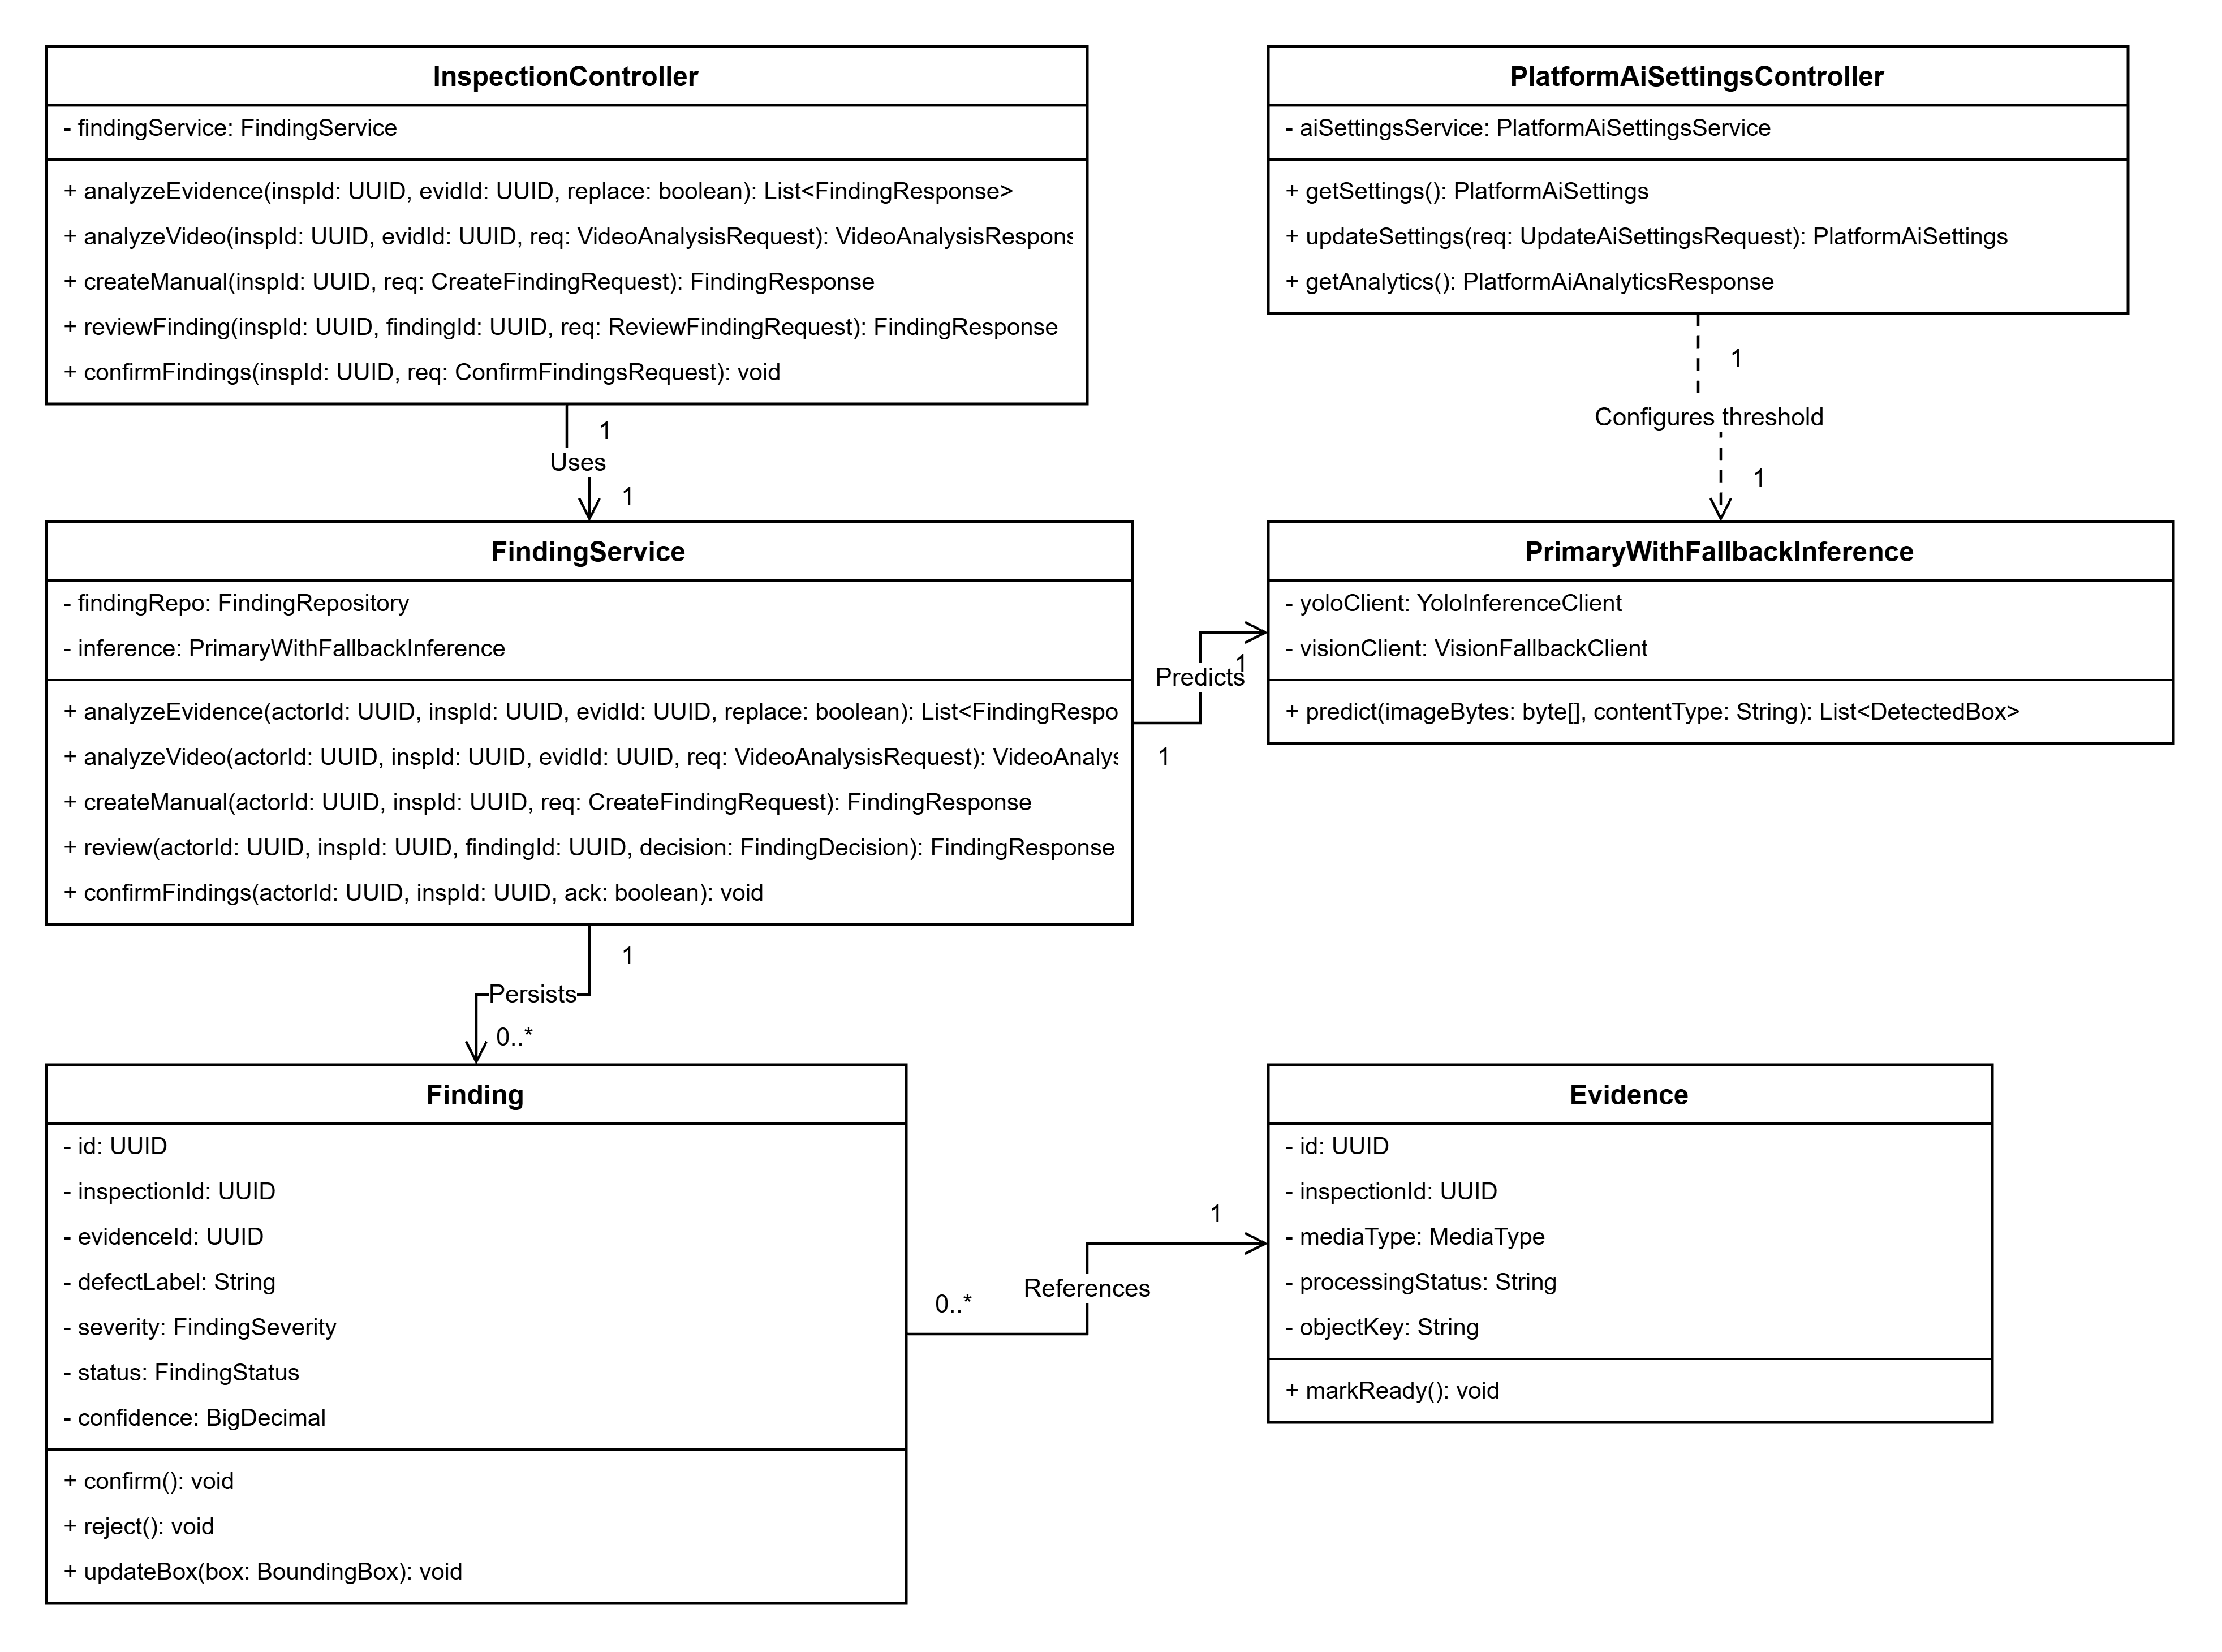 InspectionController
- findingService: FindingService
+ analyzeEvidence(inspId: UUID, evidId: UUID, replace: boolean): List<FindingResponse>
+ analyzeVideo(inspId: UUID, evidId: UUID, req: VideoAnalysisRequest): VideoAnalysisRespons
+ createManual(inspId: UUID, req: CreateFindingRequest): FindingResponse
+ reviewFinding(inspId: UUID, findingId: UUID, req: ReviewFindingRequest): FindingResponse
+ confirmFindings(inspId: UUID, req: ConfirmFindingsRequest): void
PlatformAiSettingsController
- aiSettingsService: PlatformAiSettingsService
+ getSettings(): PlatformAiSettings
+ updateSettings(req: UpdateAiSettingsRequest): PlatformAiSettings
+ getAnalytics(): PlatformAiAnalyticsResponse
1
Uses
1
1
Configures threshold
1
FindingService
- findingRepo: FindingRepository
- inference: PrimaryWithFallbackInference
+ analyzeEvidence(actorId: UUID, inspId: UUID, evidId: UUID, replace: boolean): List<FindingRespo
+ analyzeVideo(actorId: UUID, inspId: UUID, evidId: UUID, req: VideoAnalysisRequest): VideoAnalys
+ createManual(actorId: UUID, inspId: UUID, req: CreateFindingRequest): FindingResponse
+ review(actorId: UUID, inspId: UUID, findingId: UUID, decision: FindingDecision): FindingResponse
+ confirmFindings(actorId: UUID, inspId: UUID, ack: boolean): void
1
Predicts
1
PrimaryWithFallbackInference
- yoloClient: YoloInferenceClient
- visionClient: VisionFallbackClient
+ predict(imageBytes: byte[], contentType: String): List<DetectedBox>
1
Persists
0..*
Finding
- id: UUID
- inspectionId: UUID
- evidenceId: UUID
- defectLabel: String
- severity: FindingSeverity
- status: FindingStatus
- confidence: BigDecimal
+ confirm(): void
+ reject(): void
+ updateBox(box: BoundingBox): void
1
References
0..*
Evidence
- id: UUID
- inspectionId: UUID
- mediaType: MediaType
- processingStatus: String
- objectKey: String
+ markReady(): void